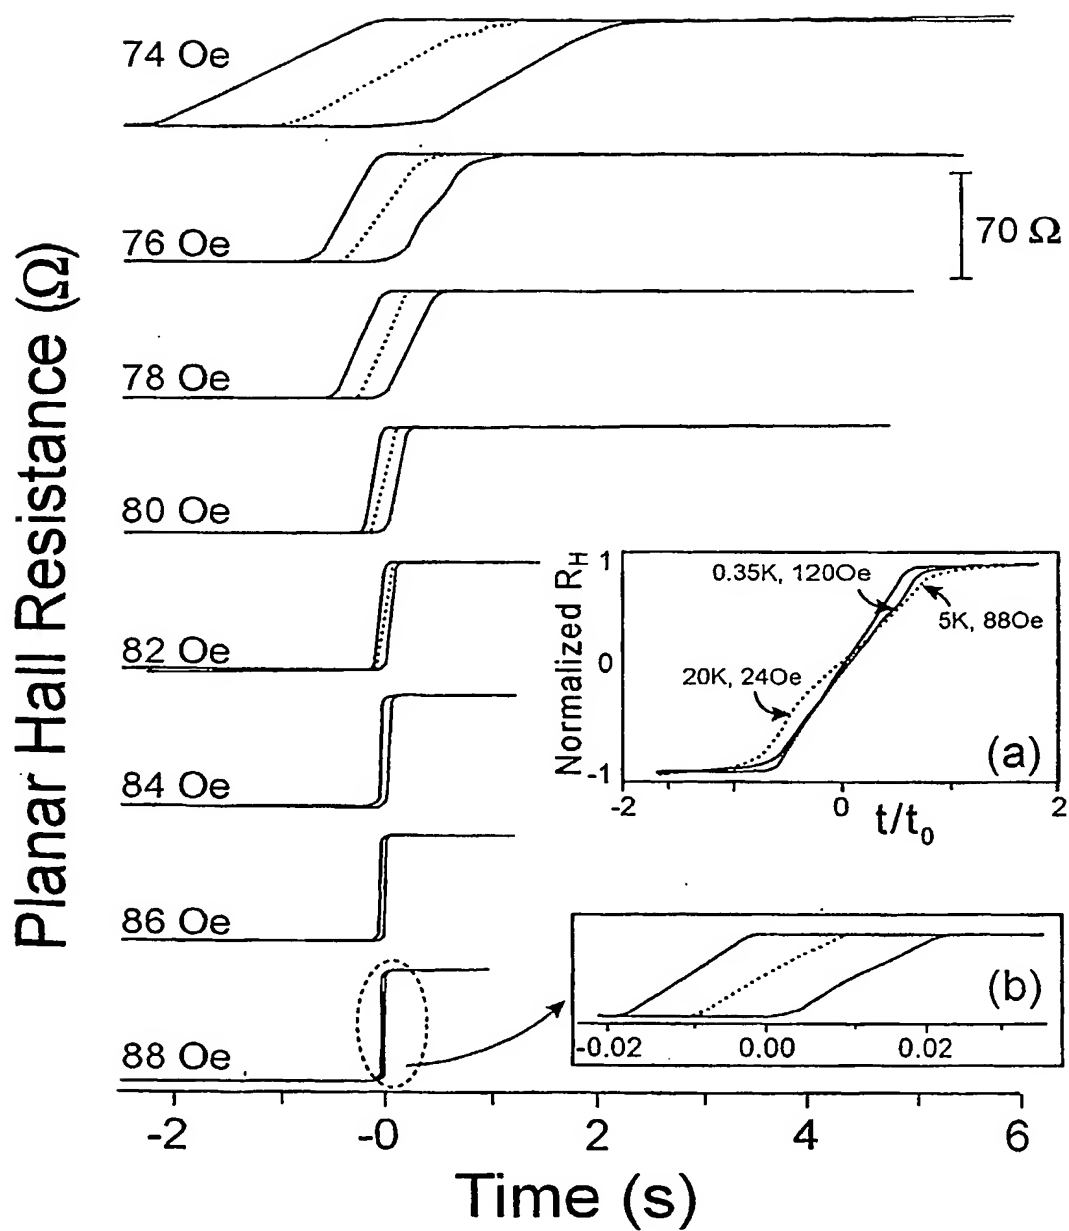 Planar Hall Resistance (Ω)
74 Oe
76 Oe
70 Ω
78 Oe
80 Oe
82 Oe
84 Oe
86 Oe
88 Oe
Normalized R_H
1
0
-1
0.35K, 120Oe
5K, 88Oe
20K, 24Oe
(a)
-2 0 2
t/t₀
(b)
-0.02 0.00 0.02
-2 -0 2 4 6
Time (s)